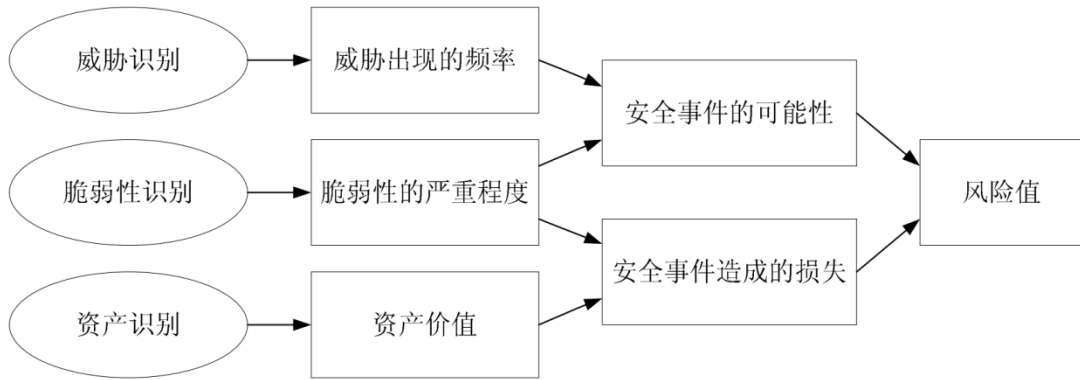 威胁识别
威胁出现的频率
安全事件的可能性
脆弱性识别
脆弱性的严重程度
风险值
安全事件造成的损失
资产识别
资产价值